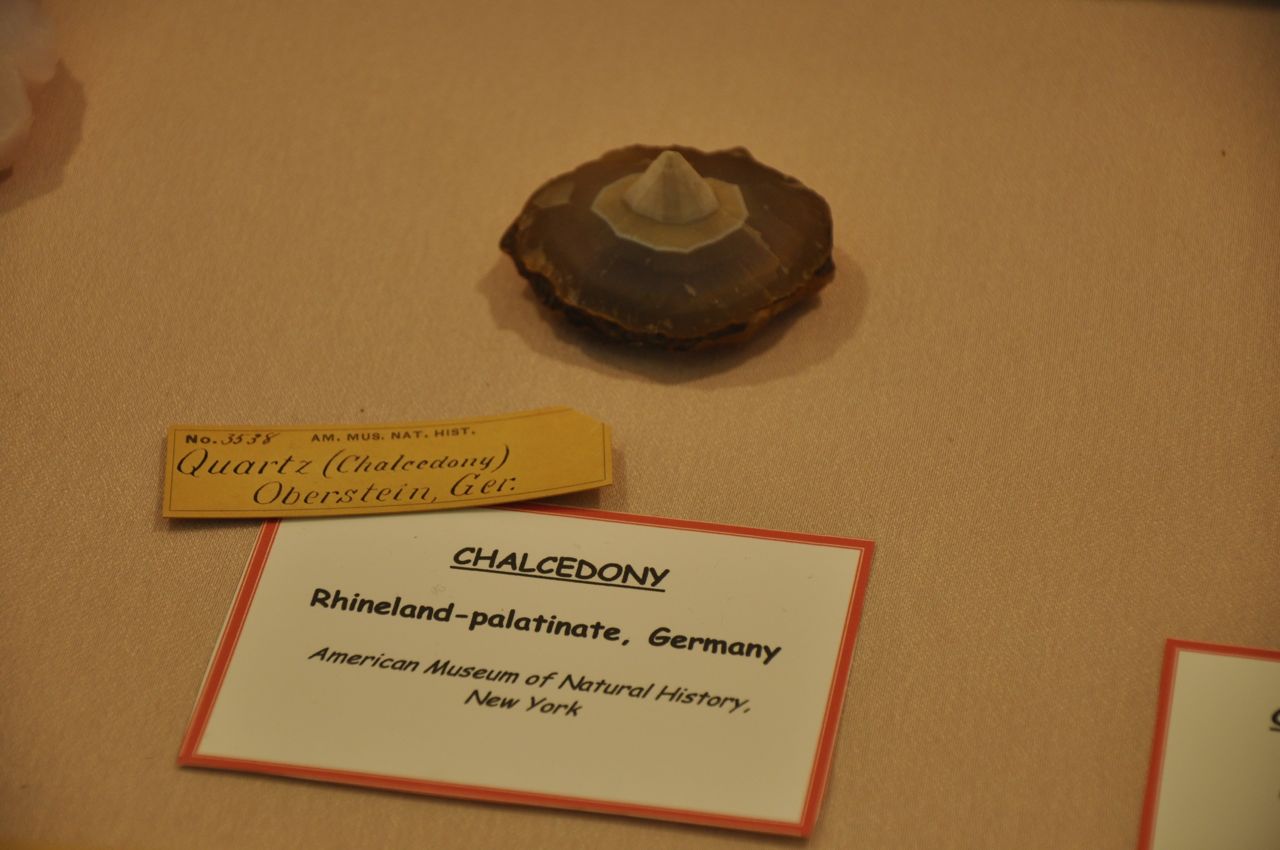 No. 3538 AM. MUS. NAT. HIST.
Quartz (Chalcedony)
Oberstein, Ger.
CHALCEDONY
Rhineland-palatinate, Germany
American Museum of Natural History,
New York